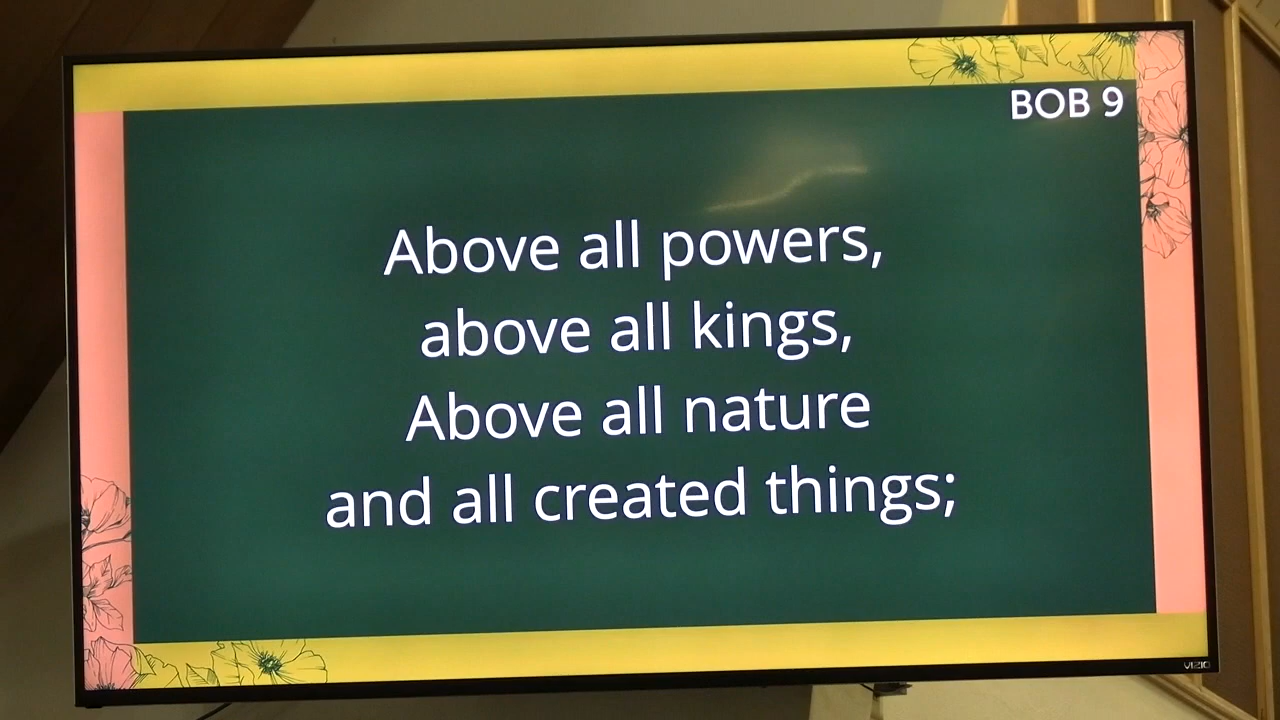 BOB 9
Above all powers,
above all kings,
Above all nature
and all created things;
VIZIO